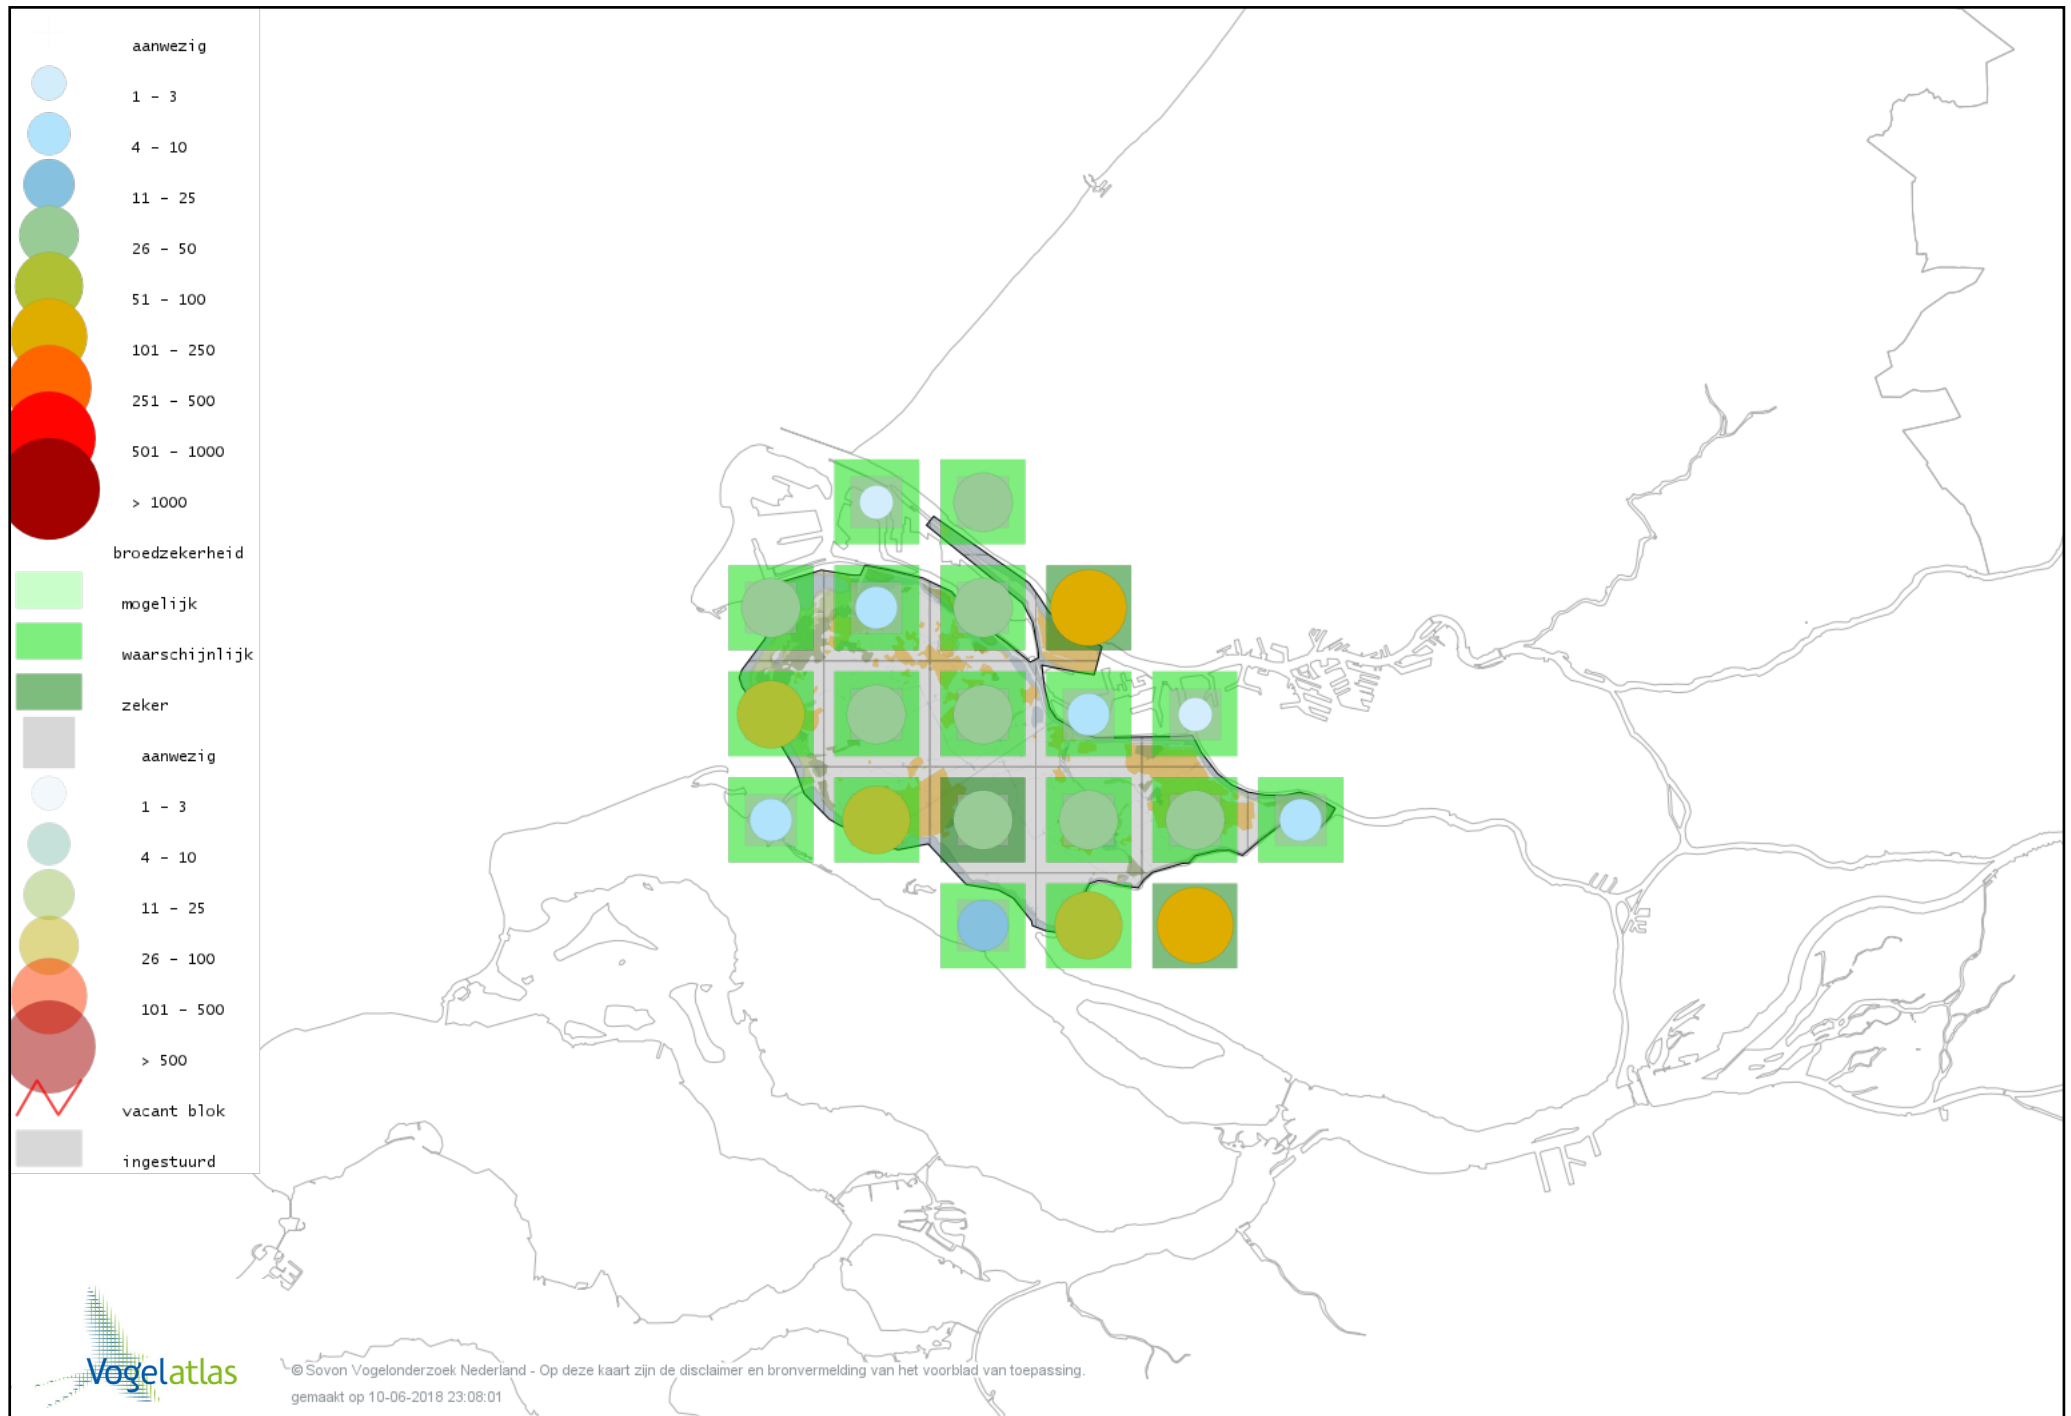 aanwezig
1 - 3
4 - 10
11 - 25
26 - 50
51 - 100
101 - 250
251 - 500
501 - 1000
> 1000
broedzekerheid
mogelijk
waarschijnlijk
zeker
aanwezig
1 - 3
4 - 10
11 - 25
26 - 100
101 - 500
> 500
vacant blok
ingestuurd
Vogelatlas
© Sovon Vogelonderzoek Nederland - Op deze kaart zijn de disclaimer en bronvermelding van het voorblad van toepassing.
gemaakt op 10-06-2018 23:08:01